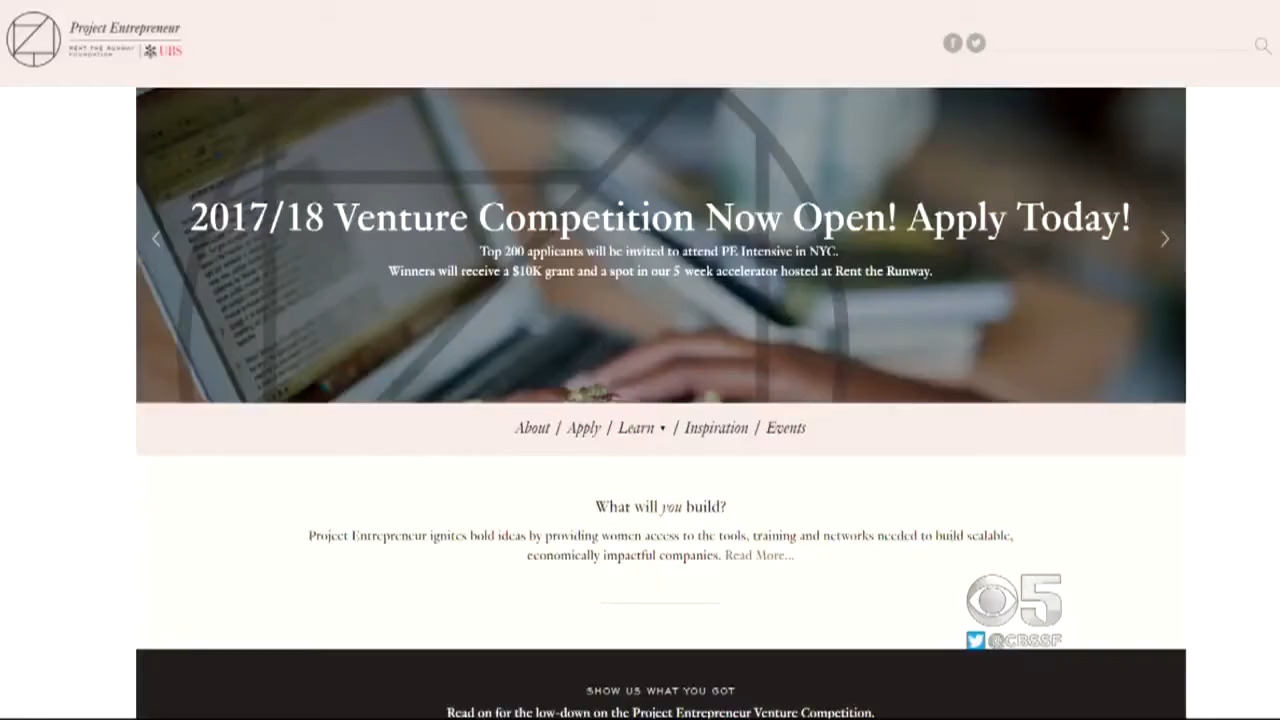 Project Entrepreneur
RENT THE RUNWAY
FOUNDATION
UBS
2017/18 Venture Competition Now Open! Apply Today!
Top 200 applicants will be invited to attend PE Intensive in NYC.
Winners will receive a $10K grant and a spot in our 5 week accelerator hosted at Rent the Runway.
About / Apply / Learn ▾ / Inspiration / Events
What will you build?
Project Entrepreneur ignites bold ideas by providing women access to the tools, training and networks needed to build scalable,
economically impactful companies. Read More...
5
@CBSSF
SHOW US WHAT YOU GOT
Read on for the low-down on the Project Entrepreneur Venture Competition.